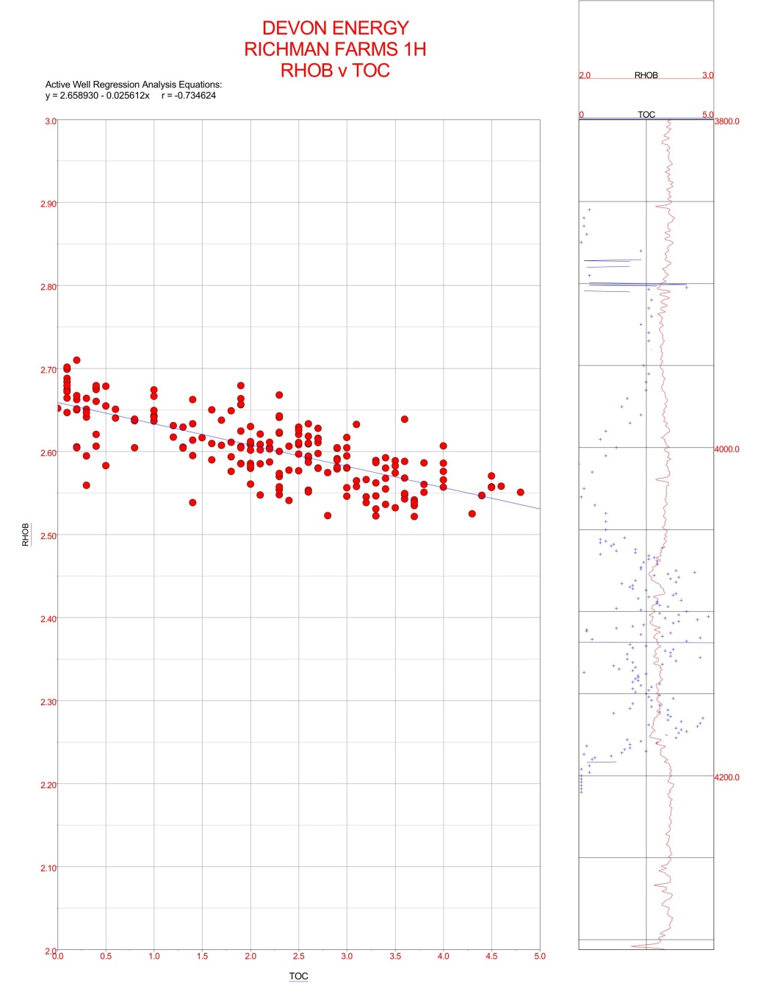 DEVON ENERGY
RICHMAN FARMS 1H
RHOB v TOC
Active Well Regression Analysis Equations:
y = 2.658930 - 0.025612x r = -0.734624
3.0
2.90
2.80
2.70
2.60
2.50
2.40
2.30
2.20
2.10
2.0
RHOB
0.0 0.5 1.0 1.5 2.0 2.5 3.0 3.5 4.0 4.5 5.0
TOC
2.0 RHOB 3.0
0 TOC 5.0
3800.0
4000.0
4200.0